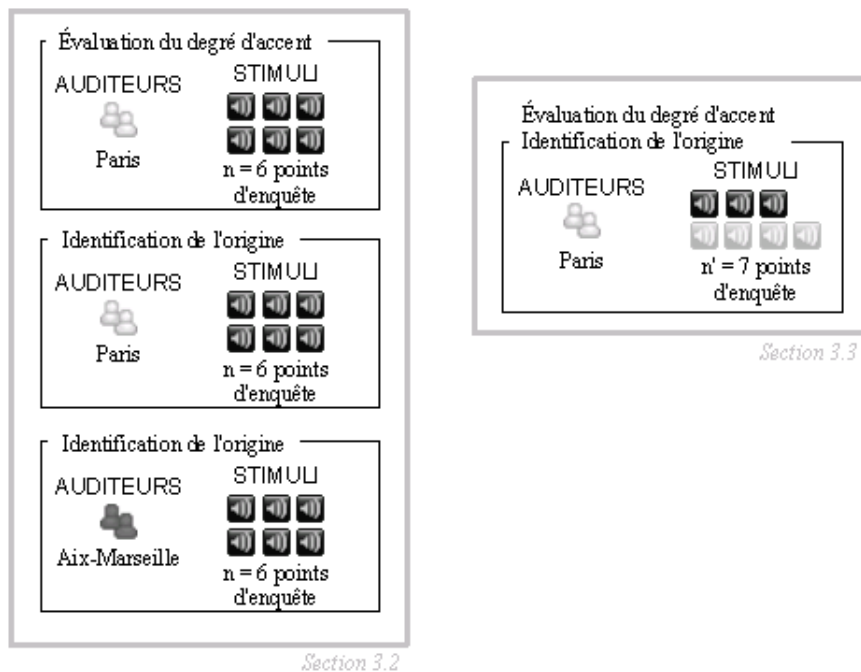 Évaluation du degré d'accent
AUDITEURS
STIMULI
Paris
n = 6 points
d'enquête
Identification de l'origine
AUDITEURS
STIMULI
Paris
n = 6 points
d'enquête
Identification de l'origine
AUDITEURS
STIMULI
Aix-Marseille
n = 6 points
d'enquête
Section 3.2
Évaluation du degré d'accent
Identification de l'origine
AUDITEURS
STIMULI
Paris
n' = 7 points
d'enquête
Section 3.3